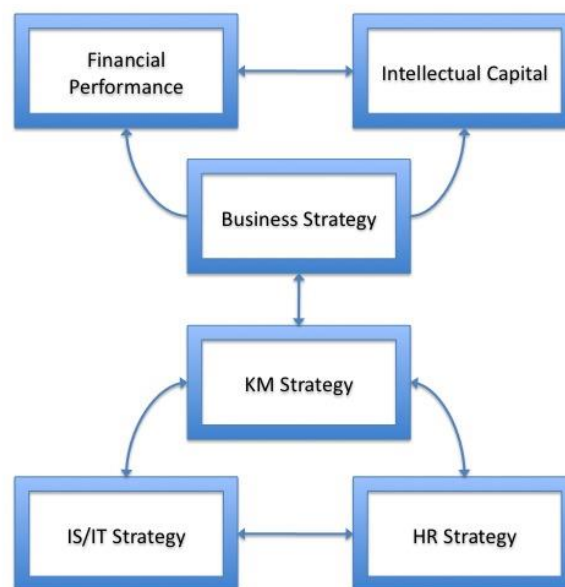 Financial
Performance
Intellectual Capital
Business Strategy
KM Strategy
IS/IT Strategy
HR Strategy